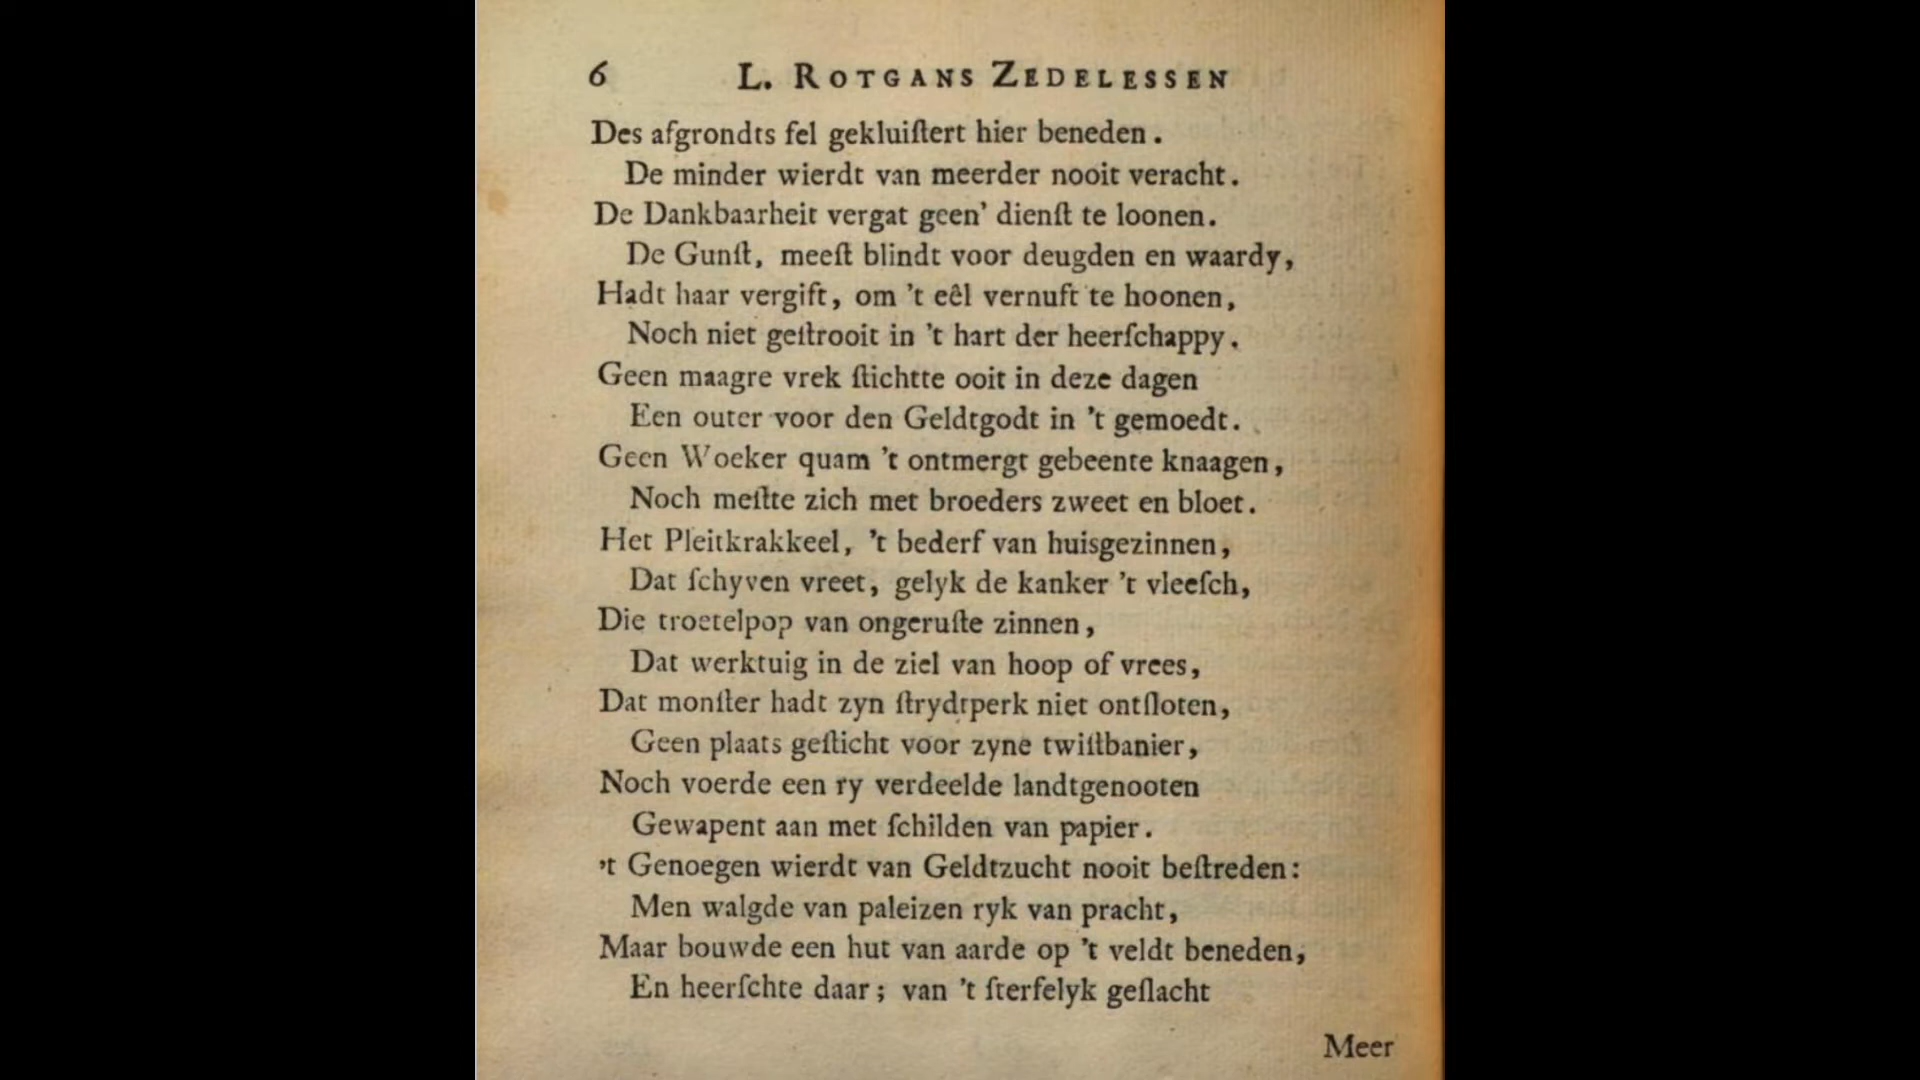 6 L. ROTGANS ZEDELESSEN
Des afgrondts fel gekluiſtert hier beneden.
De minder wierdt van meerder nooit veracht.
De Dankbaarheit vergat geen' dienſt te loonen.
De Gunſt, meeſt blindt voor deugden en waardy,
Hadt haar vergift, om 't eêl vernuft te hoonen,
Noch niet geſtrooit in 't hart der heerſchappy.
Geen maagre vrek ſtichtte ooit in deze dagen
Een outer voor den Geldtgodt in 't gemoedt.
Geen Woeker quam 't ontmergt gebeente knaagen,
Noch meſtte zich met broeders zweet en bloet.
Het Pleitkrakkeel, 't bederf van huisgezinnen,
Dat ſchyven vreet, gelyk de kanker 't vleeſch,
Die troetelpop van ongeruſte zinnen,
Dat werktuig in de ziel van hoop of vrees,
Dat monſter hadt zyn ſtrydtperk niet ontſloten,
Geen plaats geſticht voor zyne twiſtbanier,
Noch voerde een ry verdeelde landtgenooten
Gewapent aan met ſchilden van papier.
't Genoegen wierdt van Geldtzucht nooit beſtreden:
Men walgde van paleizen ryk van pracht,
Maar bouwde een hut van aarde op 't veldt beneden,
En heerſchte daar; van 't ſterfelyk geſlacht
Meer